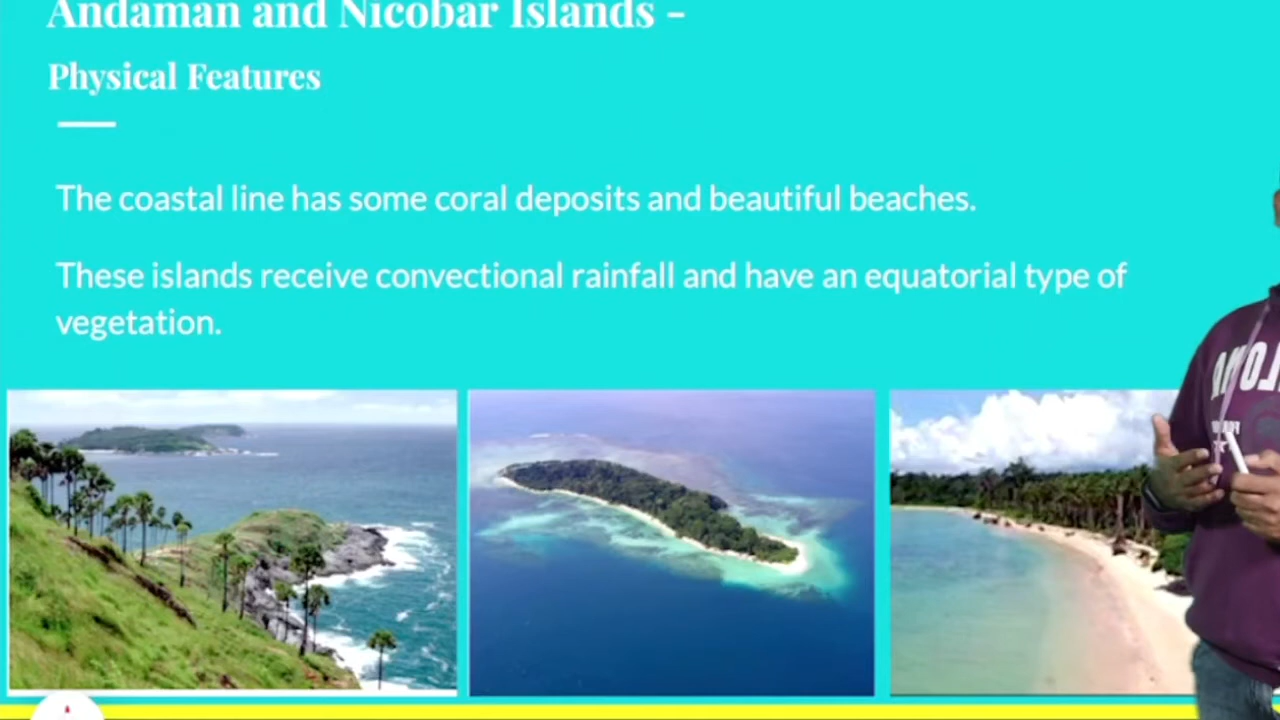 Andaman and Nicobar Islands -
Physical Features
The coastal line has some coral deposits and beautiful beaches.
These islands receive convectional rainfall and have an equatorial type of
vegetation.